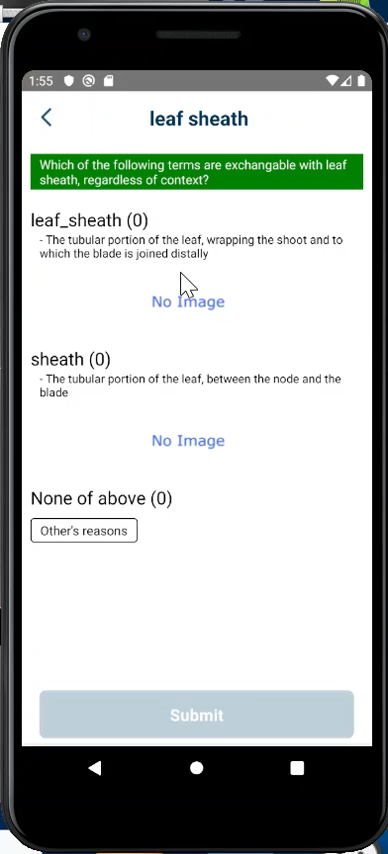 1:55
leaf sheath
Which of the following terms are exchangable with leaf
sheath, regardless of context?
leaf_sheath (0)
- The tubular portion of the leaf, wrapping the shoot and to
which the blade is joined distally
No Image
sheath (0)
- The tubular portion of the leaf, between the node and the
blade
No Image
None of above (0)
Other's reasons
Submit